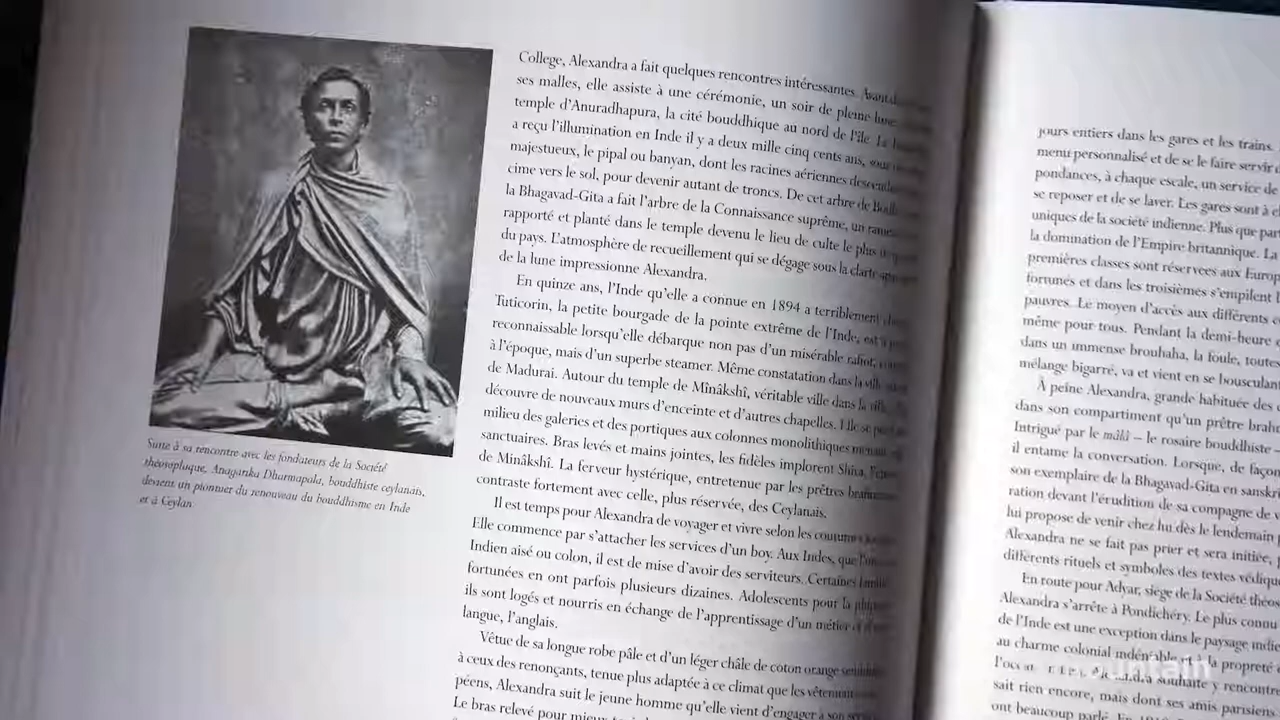 Suite à sa rencontre avec les fondateurs de la Société
théosophique, Anagarika Dharmapala, bouddhiste ceylanais,
devient un pionnier du renouveau du bouddhisme en Inde
et à Ceylan
College, Alexandra a fait quelques rencontres intéressantes. Avant
ses malles, elle assiste à une cérémonie, un soir de pleine lune
temple d'Anuradhapura, la cité bouddhique au nord de l'île. Le
a reçu l'illumination en Inde il y a deux mille cinq cents ans, sous
majestueux, le pipal ou banyan, dont les racines aériennes descendent
cime vers le sol, pour devenir autant de troncs. De cet arbre de
la Bhagavad-Gita a fait l'arbre de la Connaissance suprême, un
rapporté et planté dans le temple devenu le lieu de culte le plus
du pays. L'atmosphère de recueillement qui se dégage sous la clarté
de la lune impressionne Alexandra.
En quinze ans, l'Inde qu'elle a connue en 1894 a terriblement
Tuticorin, la petite bourgade de la pointe extrême de l'Inde, est
reconnaissable lorsqu'elle débarque non pas d'un misérable rafiot,
à l'époque, mais d'un superbe steamer. Même constatation dans la ville
de Madurai. Autour du temple de Mînâkshî, véritable ville dans la ville,
découvre de nouveaux murs d'enceinte et d'autres chapelles. Elle se
milieu des galeries et des portiques aux colonnes monolithiques menant
sanctuaires. Bras levés et mains jointes, les fidèles implorent Shiva,
de Minâkshî. La ferveur hystérique, entretenue par les prêtres
contraste fortement avec celle, plus réservée, des Ceylanais.
Il est temps pour Alexandra de voyager et vivre selon les coutumes
Elle commence par s'attacher les services d'un boy. Aux Indes, que
Indien aisé ou colon, il est de mise d'avoir des serviteurs. Certaines
fortunées en ont parfois plusieurs dizaines. Adolescents pour la plupart,
ils sont logés et nourris en échange de l'apprentissage d'un métier et
langue, l'anglais.
Vêtue de sa longue robe pâle et d'un léger châle de coton orange
à ceux des renonçants, tenue plus adaptée à ce climat que les
péens, Alexandra suit le jeune homme qu'elle vient d'engager à son
Le bras relevé pour mieux
jours entiers dans les gares et les trains.
menu personnalisé et de se le faire servir
pondances, à chaque escale, un service de
se reposer et de se laver. Les gares sont à
uniques de la société indienne. Plus que
la domination de l'Empire britannique. La
premières classes sont réservées aux
fortunés et dans les troisièmes s'empilent
pauvres. Le moyen d'accès aux différents
même pour tous. Pendant la demi-heure
dans un immense brouhaha, la foule, toutes
mélange bigarré, va et vient en se bousculant
À peine Alexandra, grande habituée des
dans son compartiment qu'un prêtre
Intrigué par le mâlâ – le rosaire bouddhiste –
il entame la conversation. Lorsque, de façon
son exemplaire de la Bhagavad-Gita en
ration devant l'érudition de sa compagne de
lui propose de venir chez lui dès le lendemain
Alexandra ne se fait pas prier et sera initiée,
différents rituels et symboles des textes
En route pour Adyar, siège de la Société
Alexandra s'arrête à Pondichéry. Le plus connu
de l'Inde est une exception dans le paysage
au charme colonial indéniable la propreté
souhaite y
sait rien encore, mais dont ses amis parisiens
ont beaucoup parlé. En